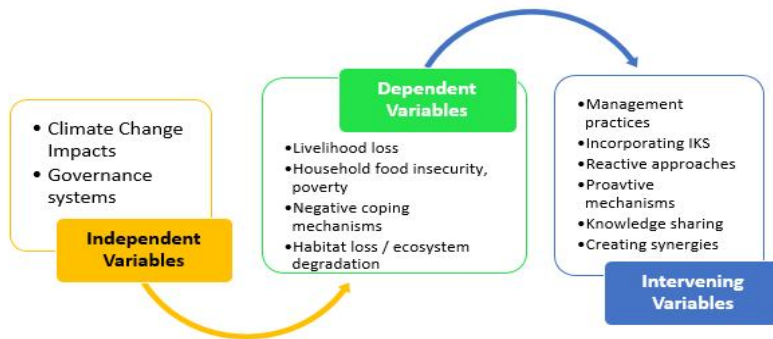 • Climate Change
Impacts
• Governance
systems
Independent
Variables
Dependent
Variables
•Livelihood loss
•Household food insecurity,
poverty
•Negative coping
mechanisms
•Habitat loss / ecosystem
degradation
•Management
practices
•Incorporating IKS
•Reactive approaches
•Proavtive
mechanisms
•Knowledge sharing
•Creating synergies
Intervening
Variables